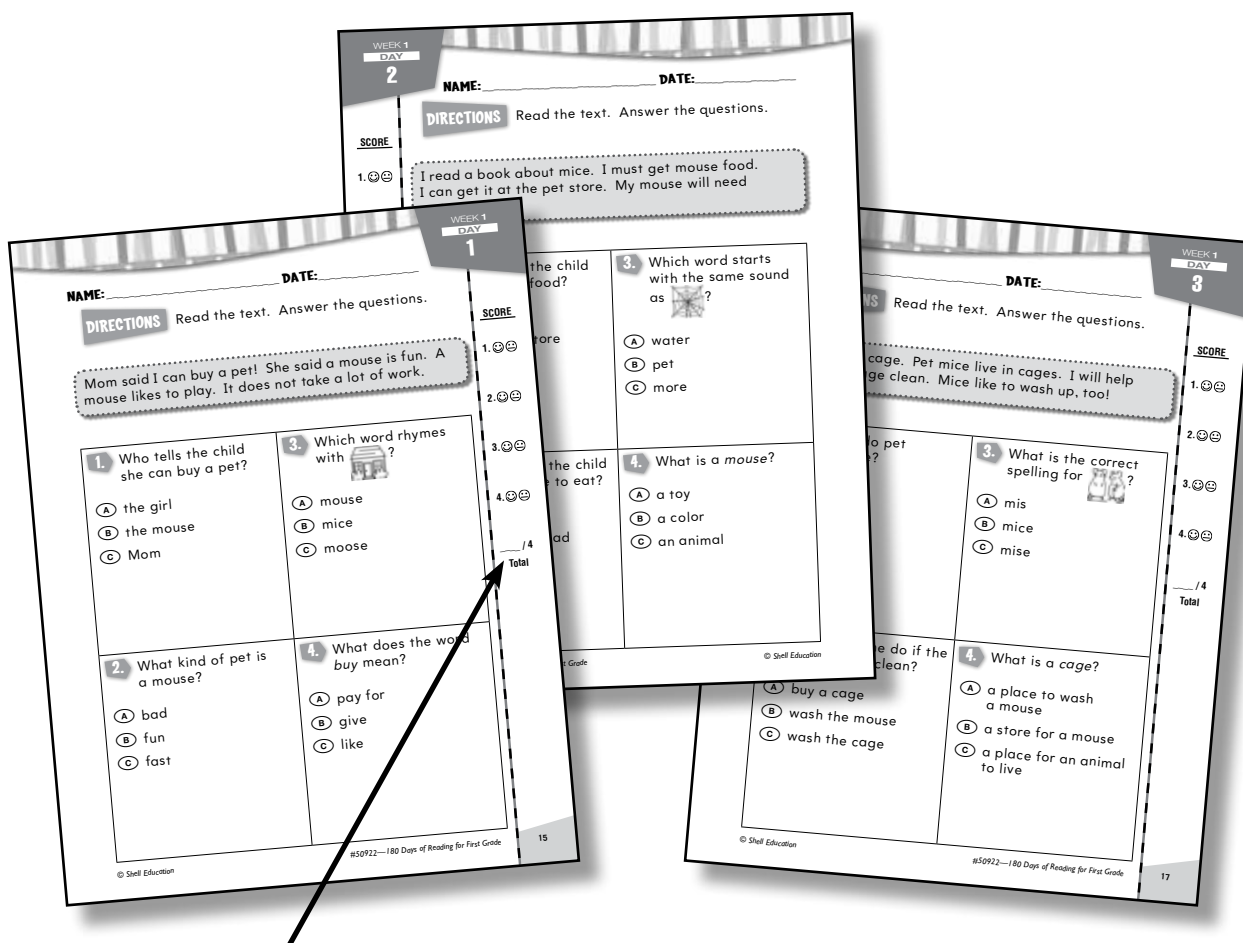 WEEK 1
DAY
2
NAME: DATE:
DIRECTIONS Read the text. Answer the questions.
SCORE
1.
I read a book about mice. I must get mouse food.
I can get it at the pet store. My mouse will need
the child
food?
3. Which word starts
with the same sound
as ?
A water
B pet
C more
the child
to eat?
4. What is a mouse?
A a toy
B a color
C an animal
© Shell Education
WEEK 1
DAY
1
NAME: DATE:
DIRECTIONS Read the text. Answer the questions.
Mom said I can buy a pet! She said a mouse is fun. A
mouse likes to play. It does not take a lot of work.
1. Who tells the child
she can buy a pet?
A the girl
B the mouse
C Mom
2. What kind of pet is
a mouse?
A bad
B fun
C fast
3. Which word rhymes
with ?
A mouse
B mice
C moose
4. What does the word
buy mean?
A pay for
B give
C like
SCORE
1.
2.
3.
4.
____ / 4
Total
© Shell Education
#50922—180 Days of Reading for First Grade
15
WEEK 1
DAY
3
DATE:
Read the text. Answer the questions.
cage. Pet mice live in cages. I will help
clean. Mice like to wash up, too!
pet
3. What is the correct
spelling for ?
A mis
B mice
C mise
do if the
clean?
A buy a cage
B wash the mouse
C wash the cage
4. What is a cage?
A a place to wash
a mouse
B a store for a mouse
C a place for an animal
to live
SCORE
1.
2.
3.
4.
____ / 4
Total
© Shell Education
#50922—180 Days of Reading for First Grade
17